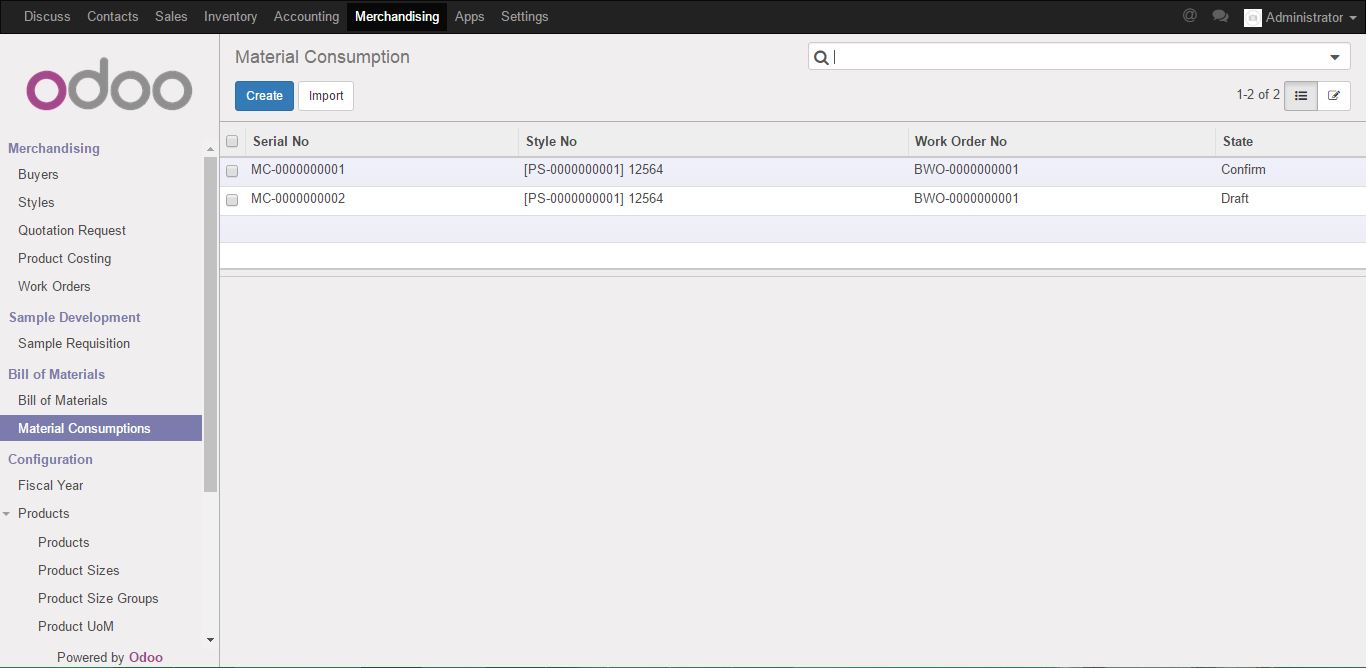 Discuss Contacts Sales Inventory Accounting Merchandising Apps Settings @ Administrator
odoo
Material Consumption
Create Import
1-2 of 2
Merchandising
Buyers
Styles
Quotation Request
Product Costing
Work Orders
Sample Development
Sample Requisition
Bill of Materials
Bill of Materials
Material Consumptions
Configuration
Fiscal Year
Products
Products
Product Sizes
Product Size Groups
Product UoM
Powered by Odoo
Serial No Style No Work Order No State
MC-0000000001 [PS-0000000001] 12564 BWO-0000000001 Confirm
MC-0000000002 [PS-0000000001] 12564 BWO-0000000001 Draft